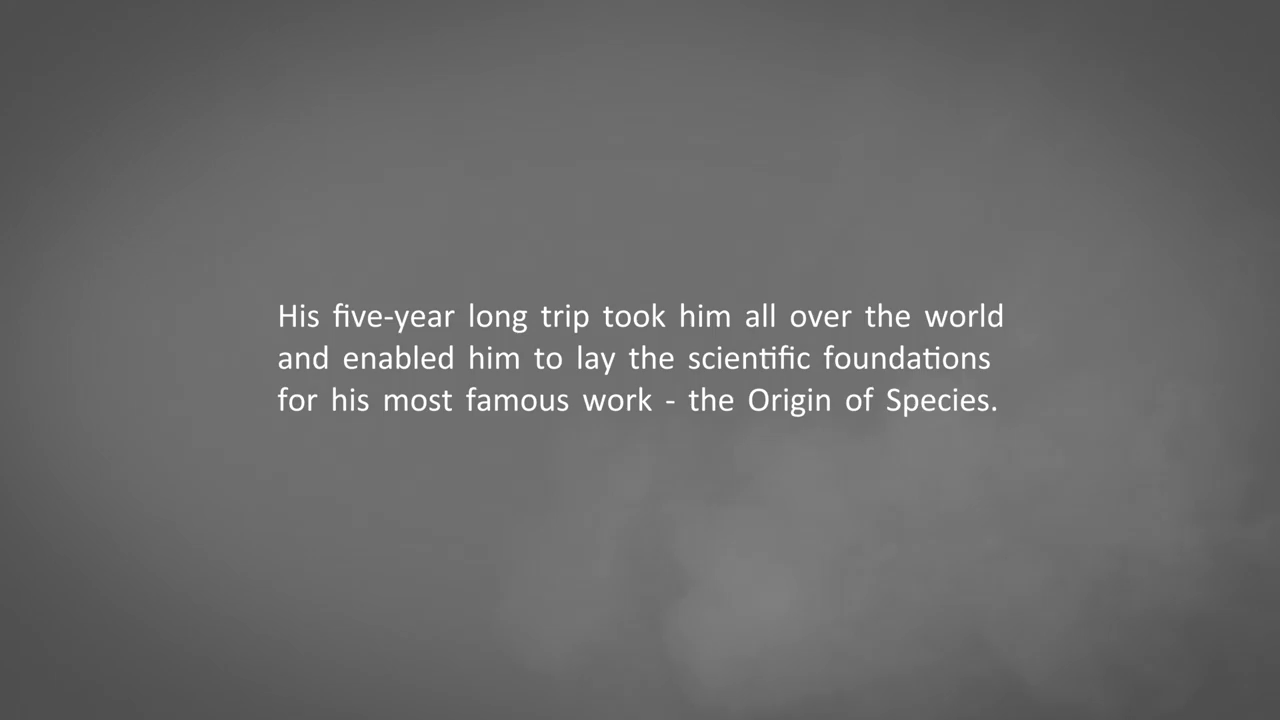 His five-year long trip took him all over the world
and enabled him to lay the scientific foundations
for his most famous work - the Origin of Species.